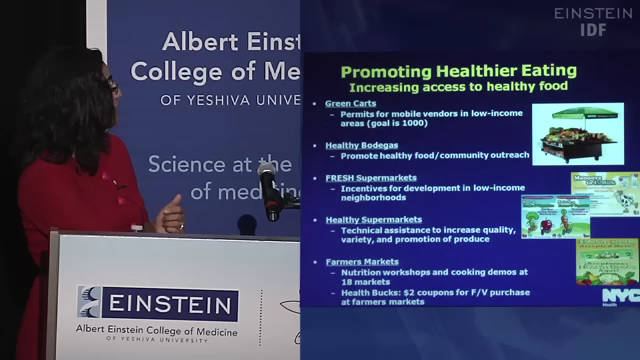 Albert Einst
College of Medi
OF YESHIVA UNIVER
Science at the
of medicin
EINSTEIN
Albert Einstein College of Medicine
OF YESHIVA UNIVERSITY
EINSTEIN
IDF
Promoting Healthier Eating
Increasing access to healthy food
• Green Carts
– Permits for mobile vendors in low-income
areas (goal is 1000)
• Healthy Bodegas
– Promote healthy food/community outreach
• FRESH Supermarkets
– Incentives for development in low-income
neighborhoods
• Healthy Supermarkets
– Technical assistance to increase quality,
variety, and promotion of produce
• Farmers Markets
– Nutrition workshops and cooking demos at
18 markets
– Health Bucks: $2 coupons for F/V purchase
at farmers markets
NYC
Health